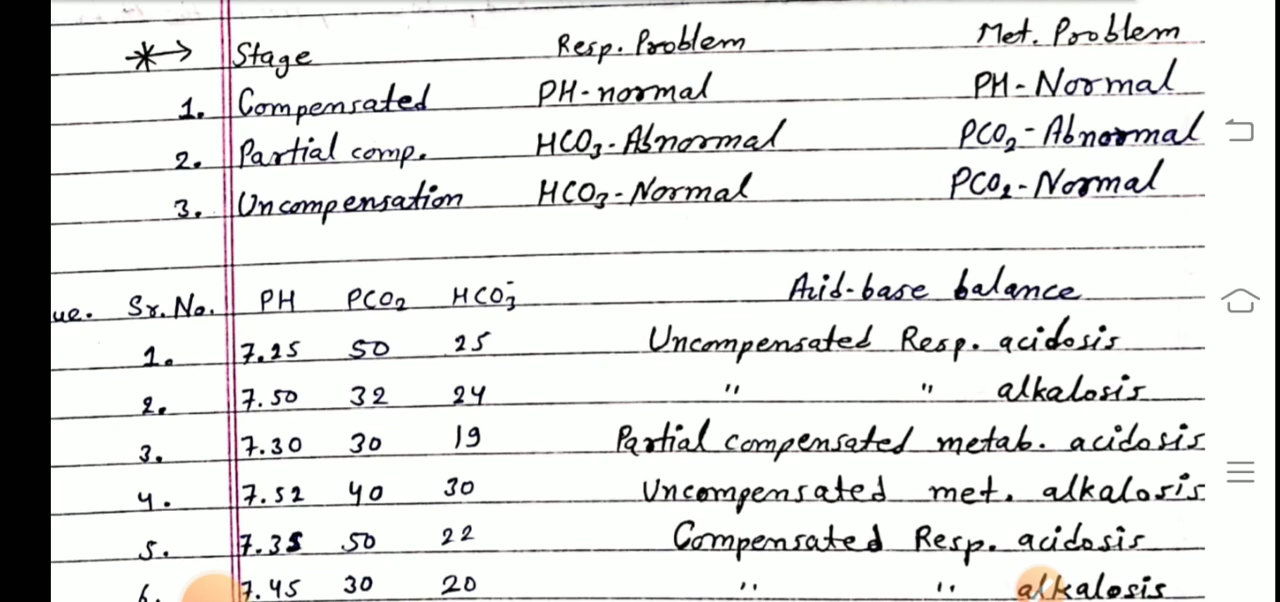 *→ Stage Resp. Problem Met. Problem
1. Compensated PH-normal PH-Normal
2. Partial comp. HCO3-Abnormal PCO2-Abnormal
3. Uncompensation HCO3-Normal PCO2-Normal
ue. Sr. No. PH PCO2 HCO3- Acid-base balance
1. 7.25 50 25 Uncompensated Resp. acidosis
2. 7.50 32 24 " " alkalosis
3. 7.30 30 19 Partial compensated metab. acidosis
4. 7.52 40 30 Uncompensated met. alkalosis
5. 7.35 50 22 Compensated Resp. acidosis
6. 7.45 30 20 " " alkalosis